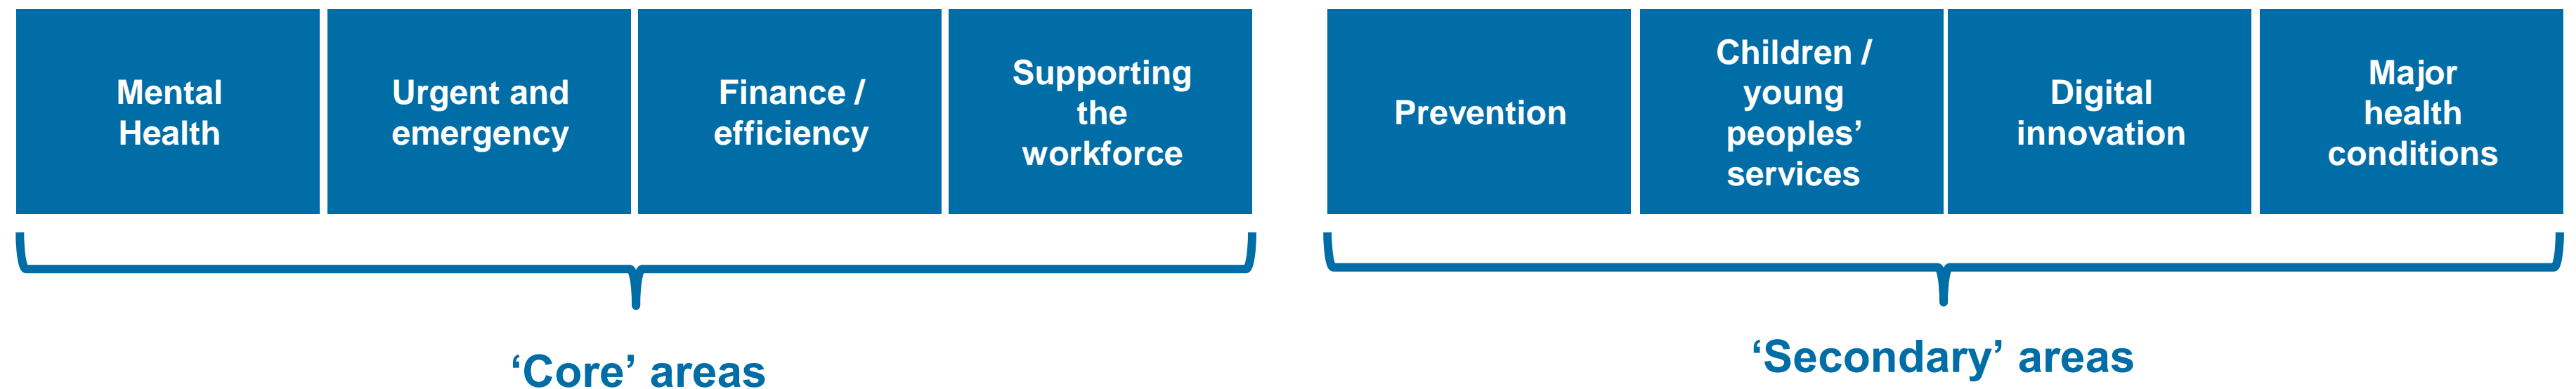 Mental
Health
Urgent and
emergency
Finance /
efficiency
Supporting
the
workforce
Prevention
Children /
young
peoples’
services
Digital
innovation
Major
health
conditions
‘Core’ areas
‘Secondary’ areas